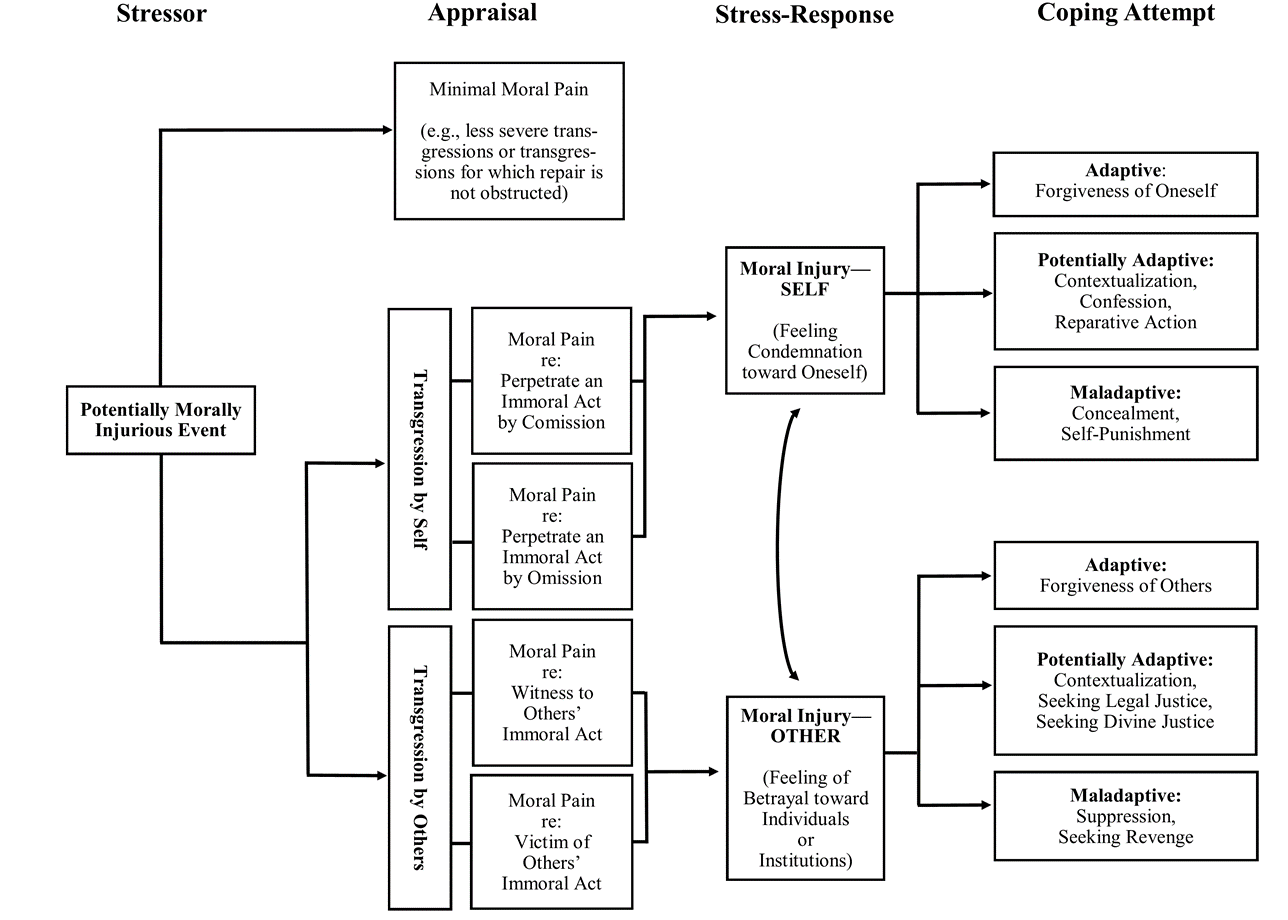 Stressor
Appraisal
Stress-Response
Coping Attempt
Minimal Moral Pain
(e.g., less severe trans-
gressions or transgres-
sions for which repair is
not obstructed)
Potentially Morally
Injurious Event
Transgression by Self
Moral Pain
re:
Perpetrate an
Immoral Act
by Comission
Moral Pain
re:
Perpetrate an
Immoral Act
by Omission
Transgression by Others
Moral Pain
re:
Witness to
Others’
Immoral Act
Moral Pain
re:
Victim of
Others’
Immoral Act
Moral Injury—
SELF
(Feeling
Condemnation
toward Oneself)
Moral Injury—
OTHER
(Feeling of
Betrayal toward
Individuals
or
Institutions)
Adaptive:
Forgiveness of Oneself
Potentially Adaptive:
Contextualization,
Confession,
Reparative Action
Maladaptive:
Concealment,
Self-Punishment
Adaptive:
Forgiveness of Others
Potentially Adaptive:
Contextualization,
Seeking Legal Justice,
Seeking Divine Justice
Maladaptive:
Suppression,
Seeking Revenge